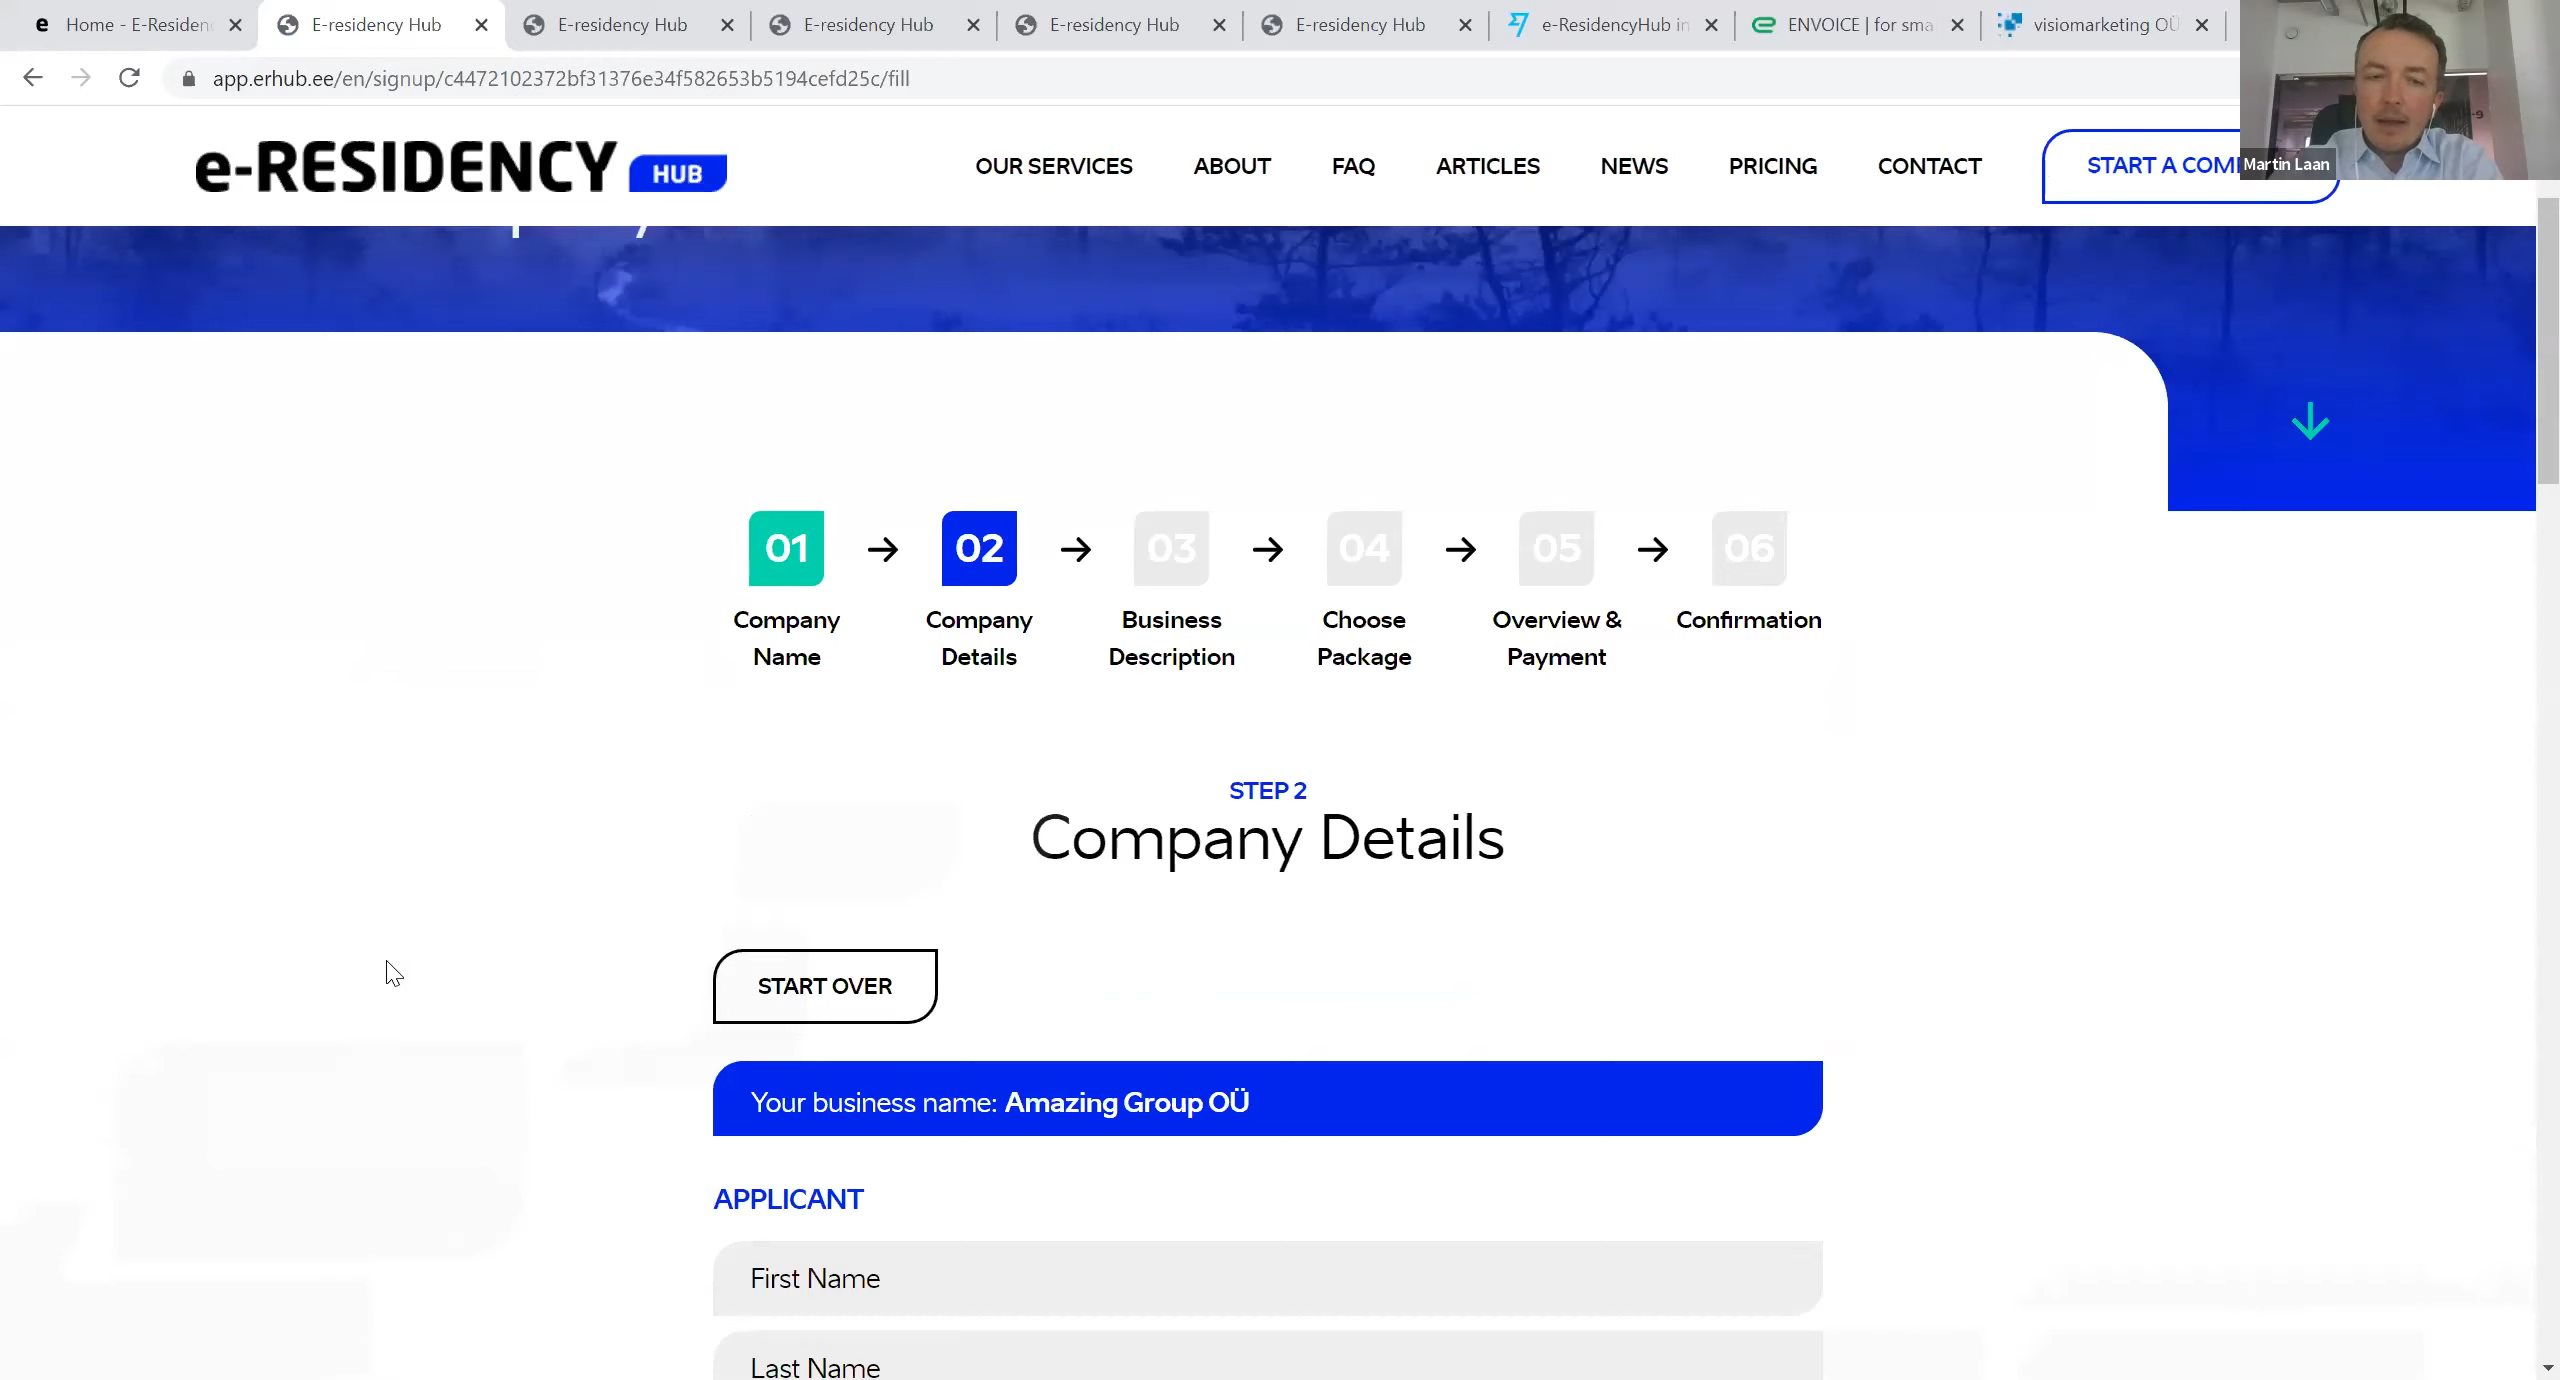 Home - E-Residen
E-residency Hub
E-residency Hub
E-residency Hub
E-residency Hub
E-residency Hub
e-ResidencyHub in
ENVOICE | for sma
visiomarketing OÜ
app.erhub.ee/en/signup/c4472102372bf31376e34f582653b5194cefd25c/fill
e-RESIDENCY HUB
OUR SERVICES
ABOUT
FAQ
ARTICLES
NEWS
PRICING
CONTACT
START A COM
Martin Laan
01
02
03
04
05
06
Company
Name
Company
Details
Business
Description
Choose
Package
Overview &
Payment
Confirmation
STEP 2
Company Details
START OVER
Your business name: Amazing Group OÜ
APPLICANT
First Name
Last Name